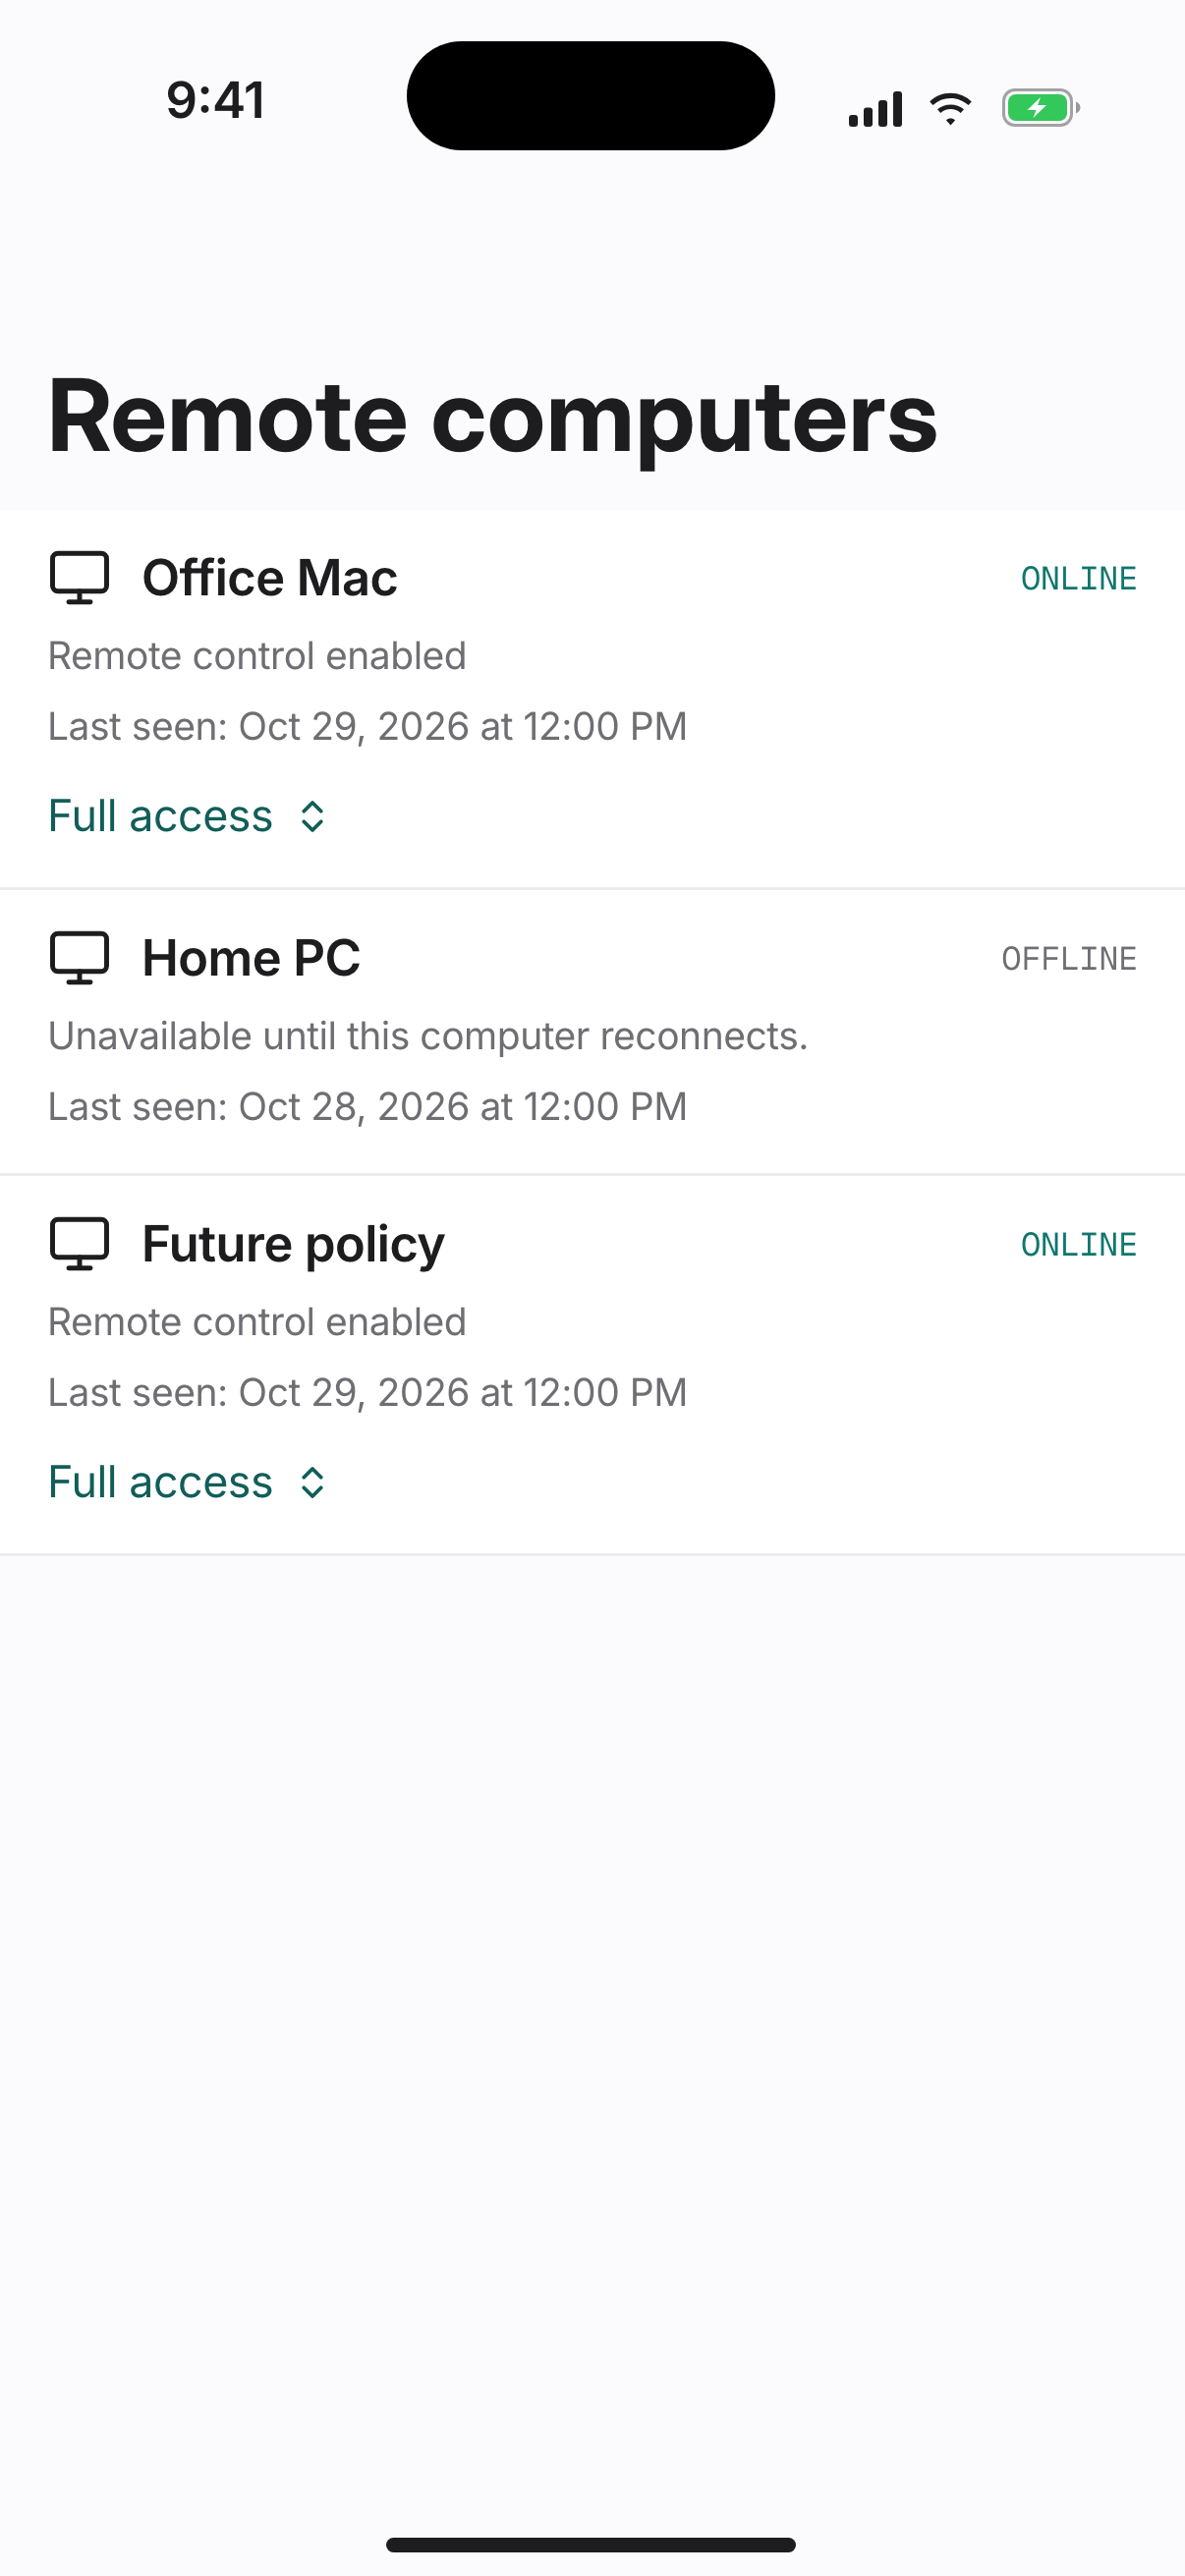 9:41
Remote computers
Office Mac
ONLINE
Remote control enabled
Last seen: Oct 29, 2026 at 12:00 PM
Full access
Home PC
OFFLINE
Unavailable until this computer reconnects.
Last seen: Oct 28, 2026 at 12:00 PM
Future policy
ONLINE
Remote control enabled
Last seen: Oct 29, 2026 at 12:00 PM
Full access